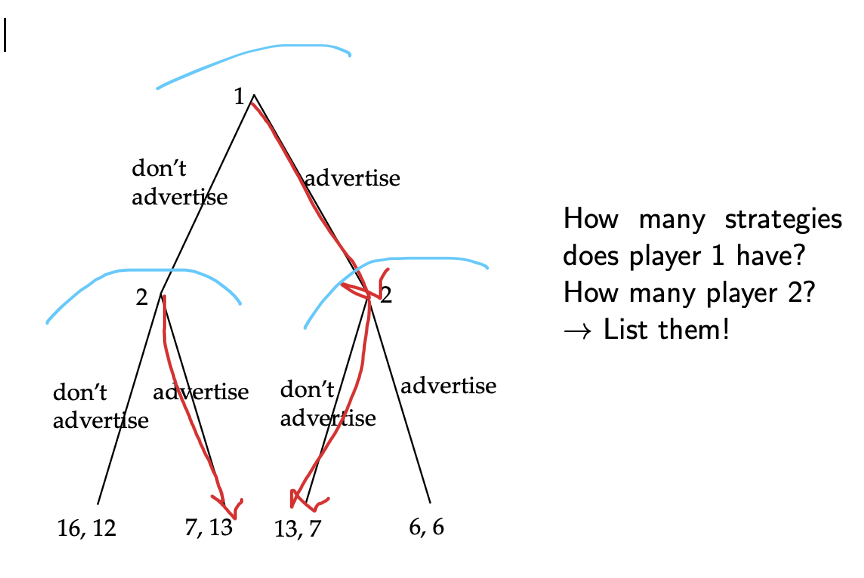 1
don't
advertise
advertise
How many strategies
does player 1 have?
How many player 2?
→ List them!
2
2
don't
advertise
advertise
don't
advertise
advertise
16, 12
7, 13
13, 7
6, 6